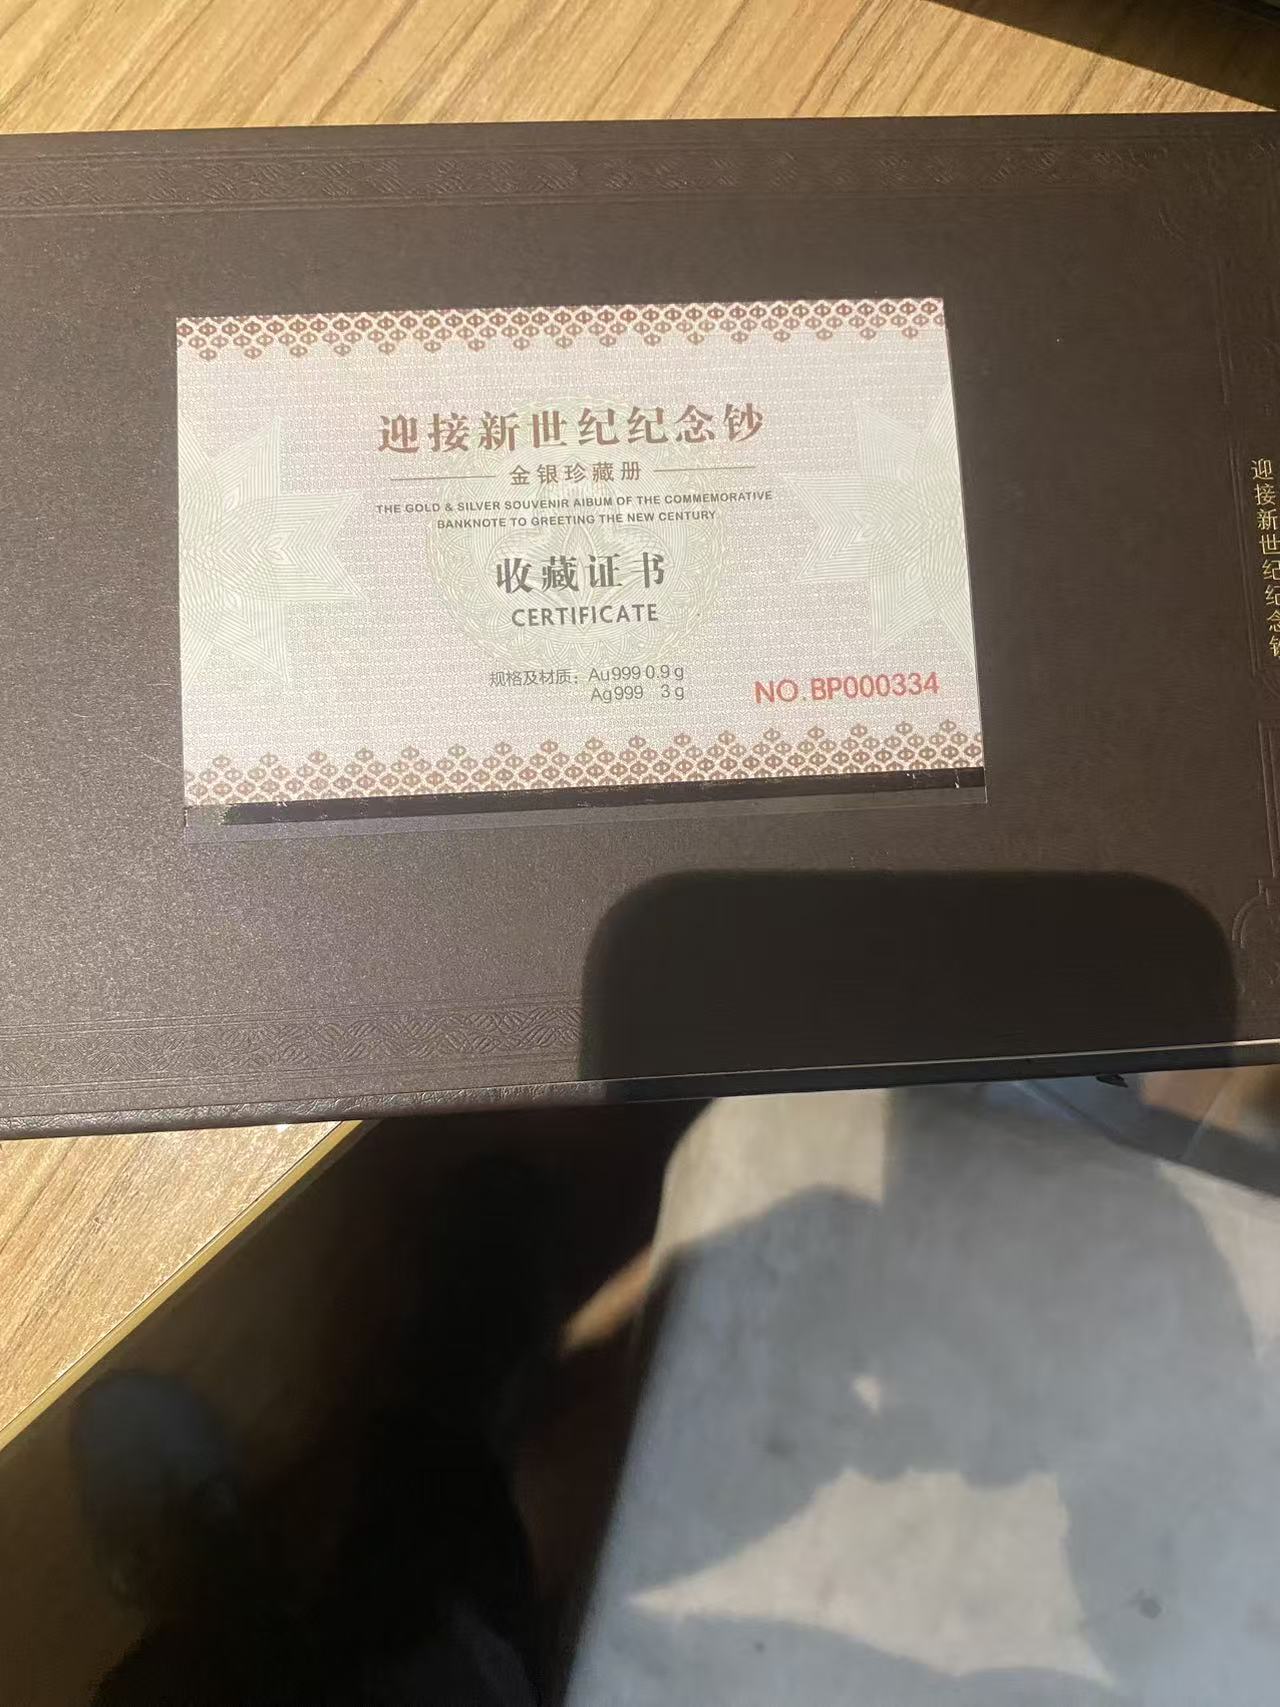 迎接新世纪纪念钞
金银珍藏册
THE GOLD & SILVER SOUVENIR AIBUM OF THE COMMEMORATIVE
BANKNOTE TO GREETING THE NEW CENTURY
收藏证书
CERTIFICATE
规格及材质：Au999 0.9g
Ag999 3g
NO.BP000334
迎接新世纪纪念钞